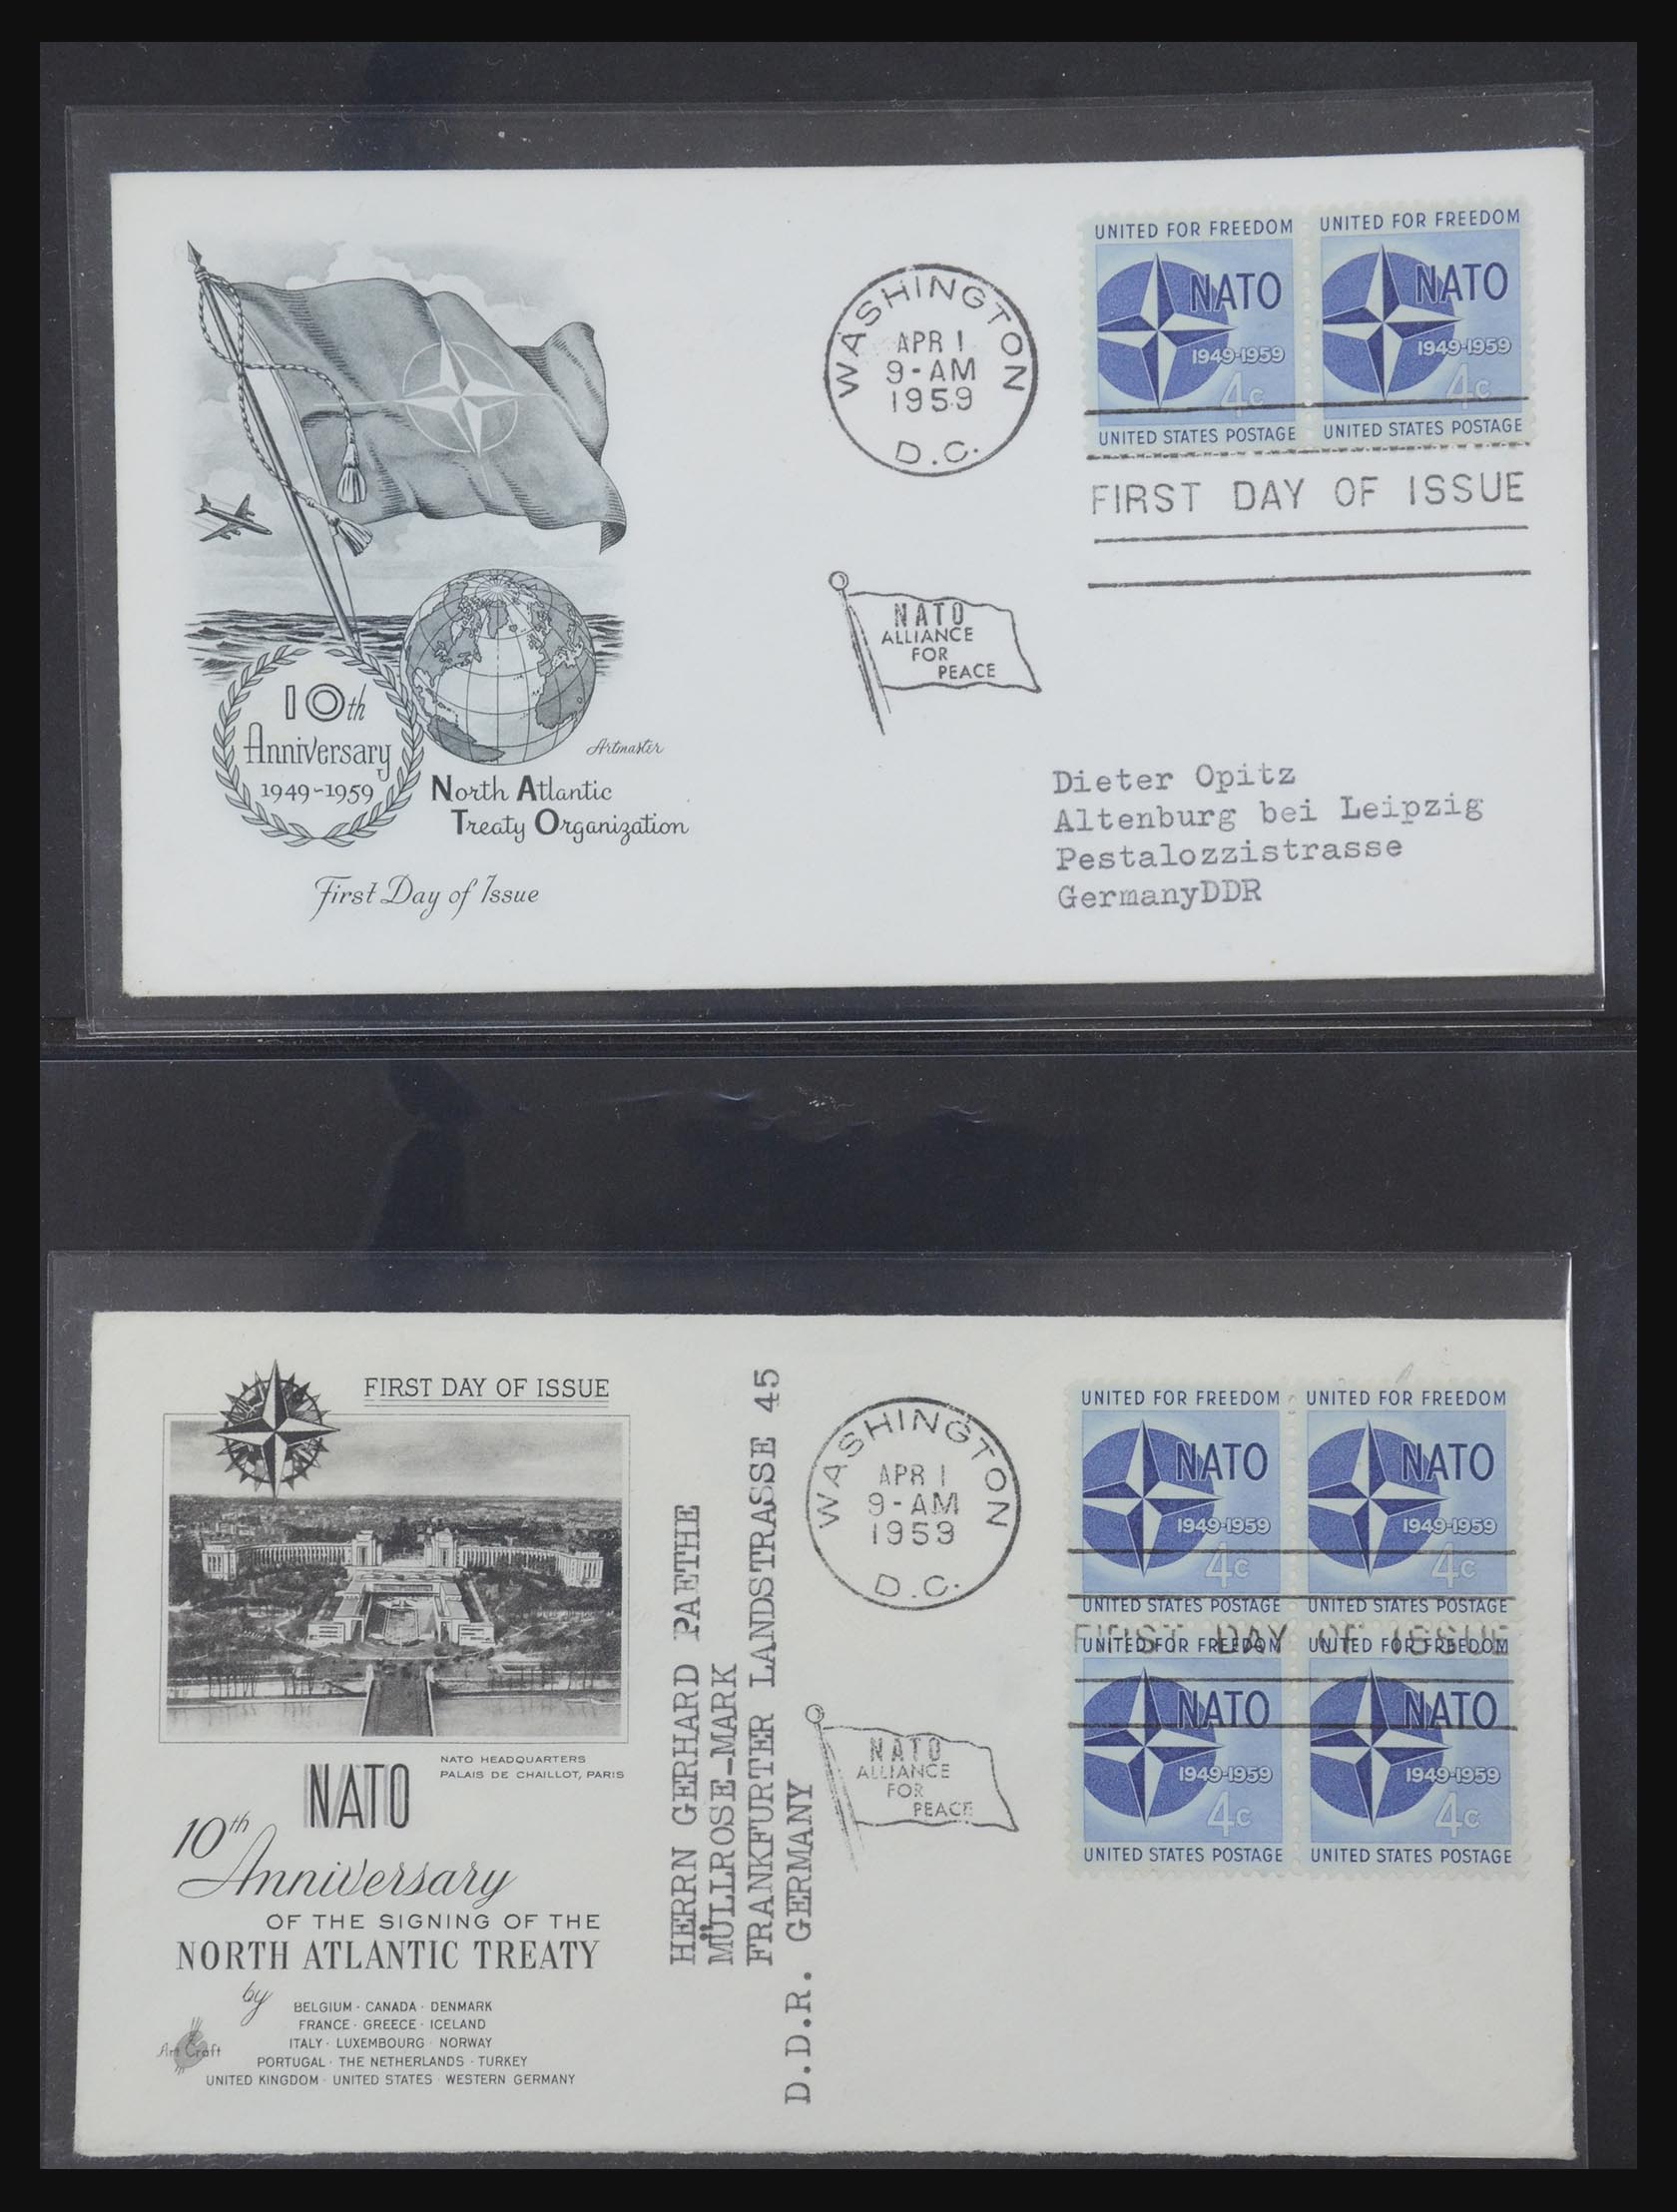 UNITED FOR FREEDOM UNITED FOR FREEDOM
NATO NATO
1949-1959 1949-1959
4c 4c
UNITED STATES POSTAGE UNITED STATES POSTAGE
WASHINGTON
APR 1
9-AM
1959
D.C.
FIRST DAY OF ISSUE
NATO
ALLIANCE
FOR
PEACE
10th
Anniversary
1949-1959
Artmaster
North Atlantic
Treaty Organization
First Day of Issue
Dieter Opitz
Altenburg bei Leipzig
Pestalozzistrasse
GermanyDDR
FIRST DAY OF ISSUE
NATO HEADQUARTERS
PALAIS DE CHAILLOT, PARIS
NATO
10th
Anniversary
OF THE SIGNING OF THE
NORTH ATLANTIC TREATY
by
BELGIUM · CANADA · DENMARK
FRANCE · GREECE · ICELAND
ITALY · LUXEMBOURG · NORWAY
PORTUGAL · THE NETHERLANDS · TURKEY
UNITED KINGDOM · UNITED STATES · WESTERN GERMANY
Art Craft
HERRN GERHARD PAETHE
MÜLLROSE-MARK
FRANKFURTER LANDSTRASSE 45
D.D.R. GERMANY
WASHINGTON
APR 1
9-AM
1959
D.C.
NATO
ALLIANCE
FOR
PEACE
UNITED FOR FREEDOM UNITED FOR FREEDOM
NATO NATO
1949-1959 1949-1959
4c 4c
UNITED STATES POSTAGE UNITED STATES POSTAGE
FIRST DAY OF ISSUE
UNITED FOR FREEDOM UNITED FOR FREEDOM
NATO NATO
1949-1959 1949-1959
4c 4c
UNITED STATES POSTAGE UNITED STATES POSTAGE